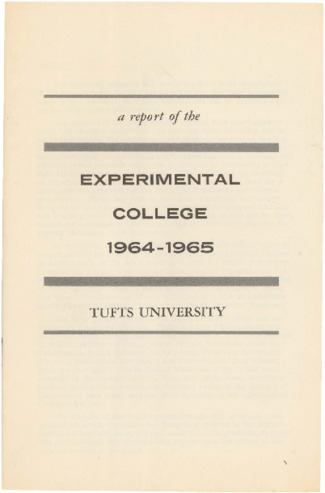 a report of the
EXPERIMENTAL
COLLEGE
1964-1965
TUFTS UNIVERSITY